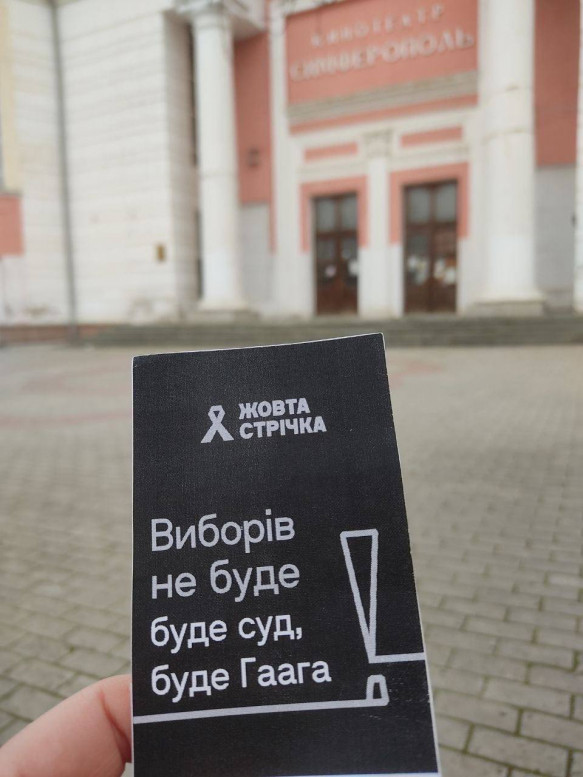 КИНОТЕАТР
СИМФЕРОПОЛЬ
ЖОВТА
СТРІЧКА
Виборів
не буде
буде суд,
буде Гаага